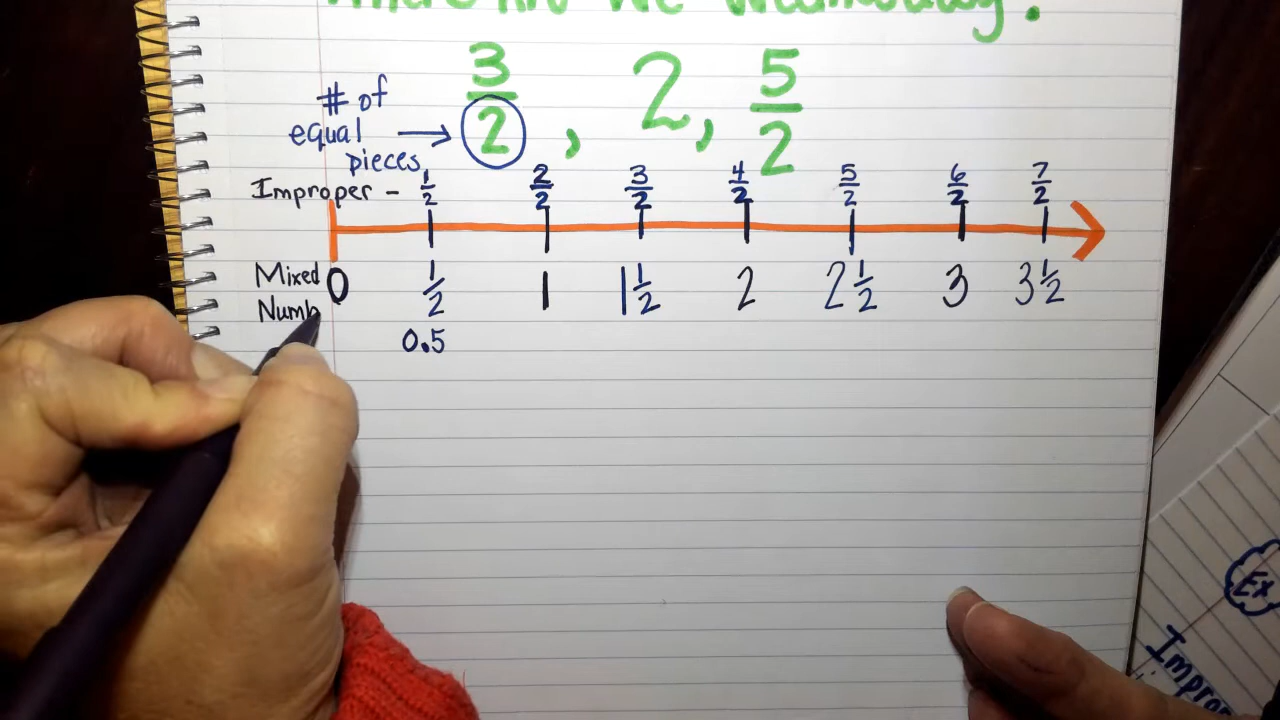 3/2, 2, 5/2
# of
equal →
pieces
Improper - 1/2 2/2 3/2 4/2 5/2 6/2 7/2
Mixed 0 1/2 1 1 1/2 2 2 1/2 3 3 1/2
Numb
0.5
Ex